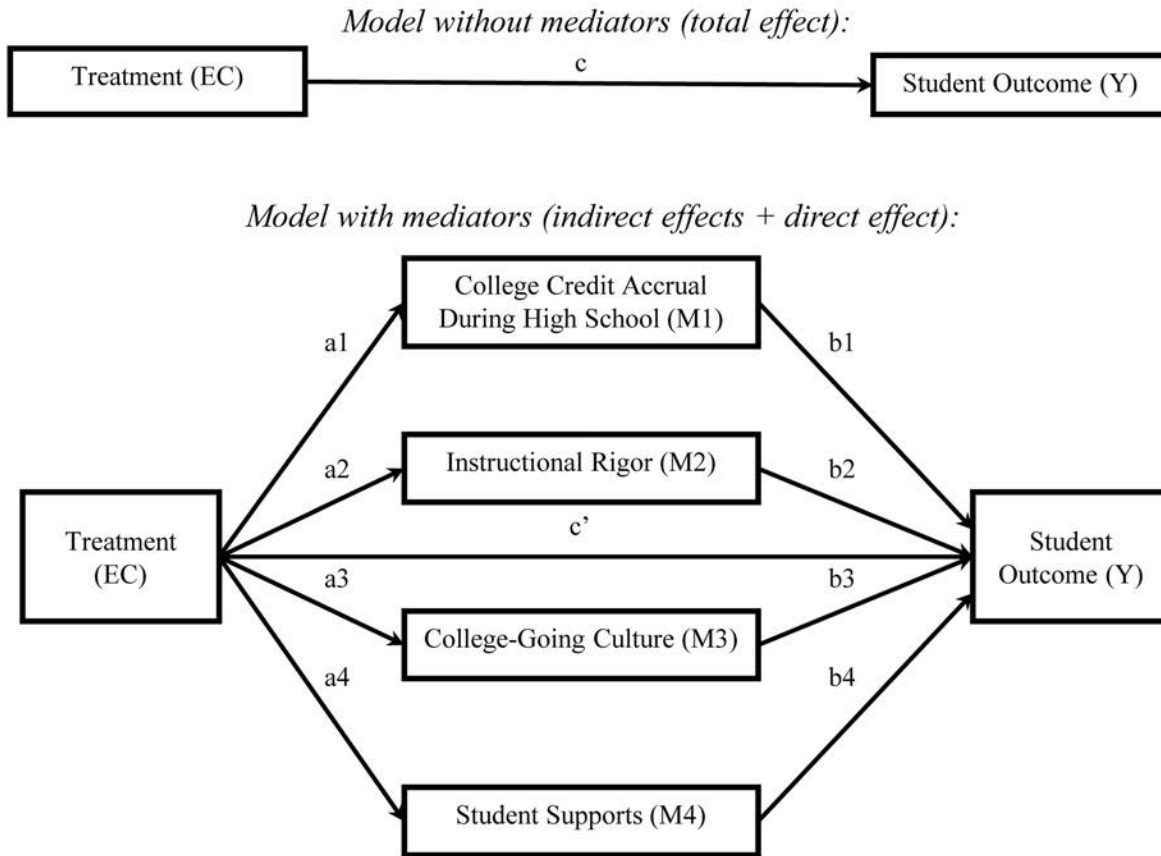 Model without mediators (total effect):
c
Treatment (EC)
Student Outcome (Y)
Model with mediators (indirect effects + direct effect):
College Credit Accrual
During High School (M1)
a1
b1
Instructional Rigor (M2)
a2
b2
c’
Treatment
(EC)
Student
Outcome (Y)
a3
b3
College-Going Culture (M3)
a4
b4
Student Supports (M4)